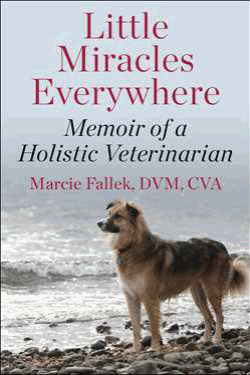 Little
Miracles
Everywhere
Memoir of a
Holistic Veterinarian
Marcie Fallek, DVM, CVA